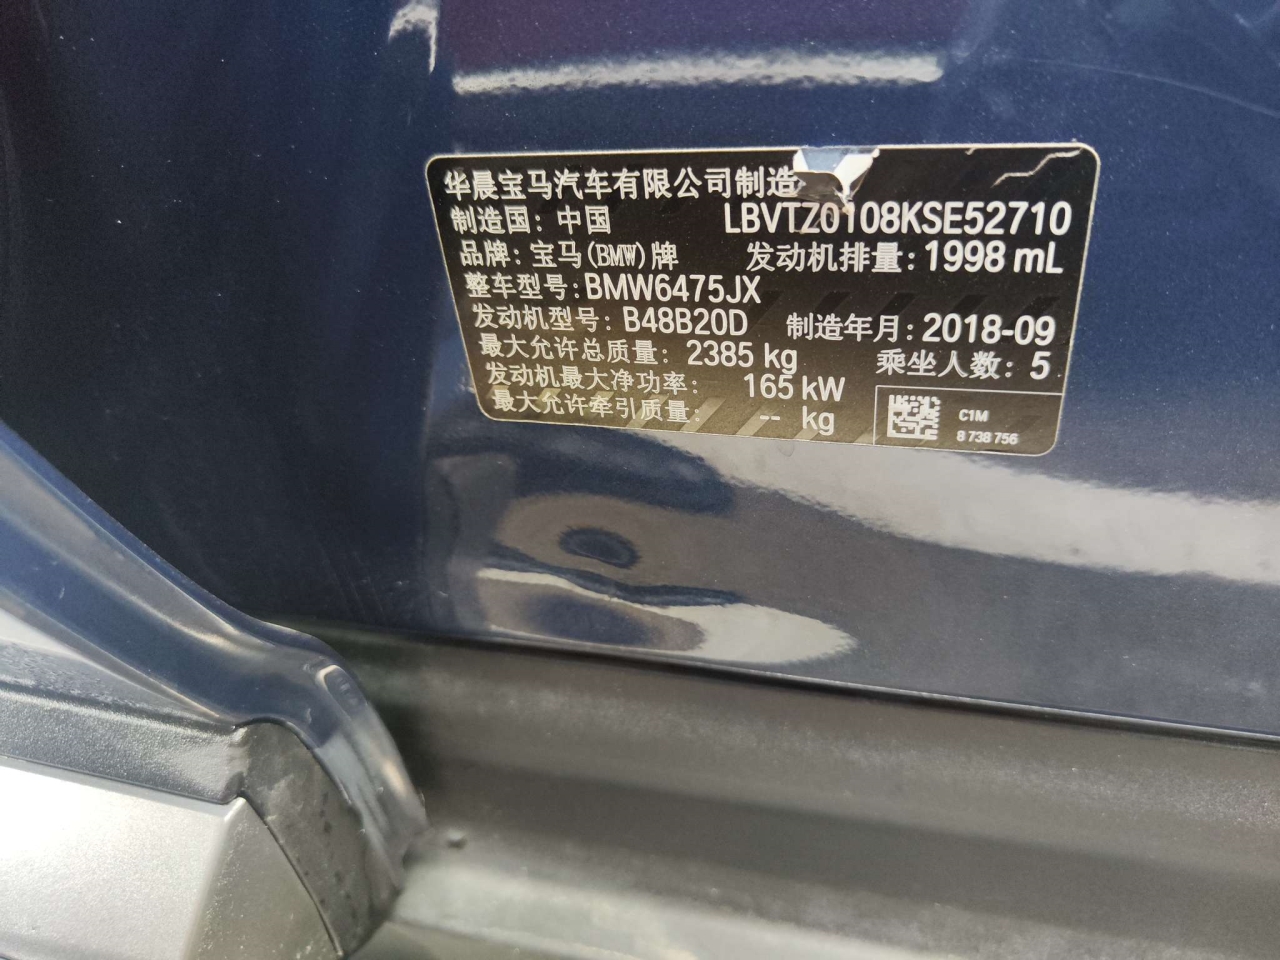 华晨宝马汽车有限公司制造
制造国: 中国 LBVTZ0108KSE52710
品牌: 宝马(BMW)牌 发动机排量: 1998 mL
整车型号: BMW6475JX
发动机型号: B48B20D 制造年月: 2018-09
最大允许总质量: 2385 kg 乘坐人数: 5
发动机最大净功率: 165 kW
最大允许牵引质量: -- kg
C1M
8 738 756